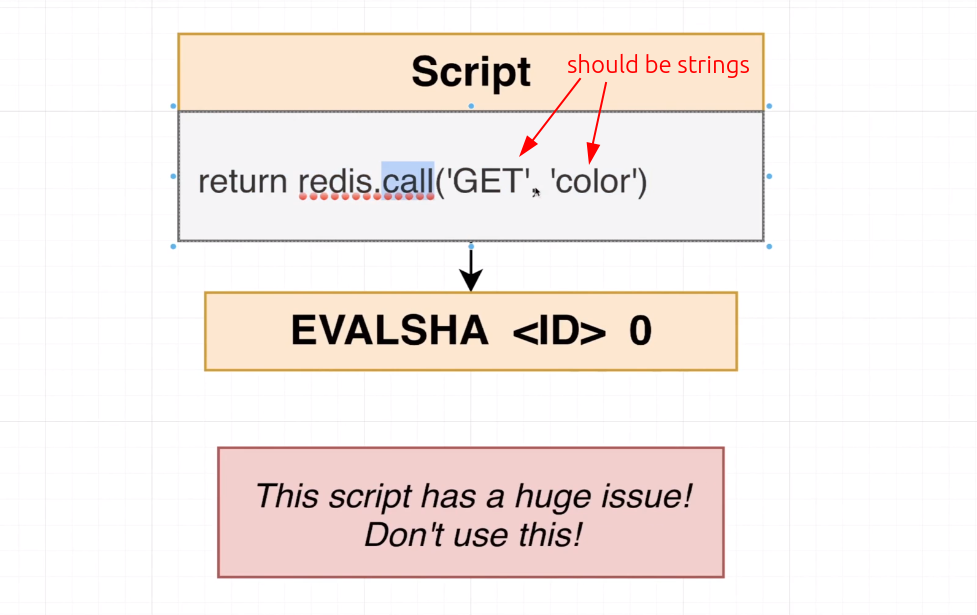 Script
should be strings
return redis.call('GET', 'color')
EVALSHA <ID> 0
This script has a huge issue!
Don't use this!